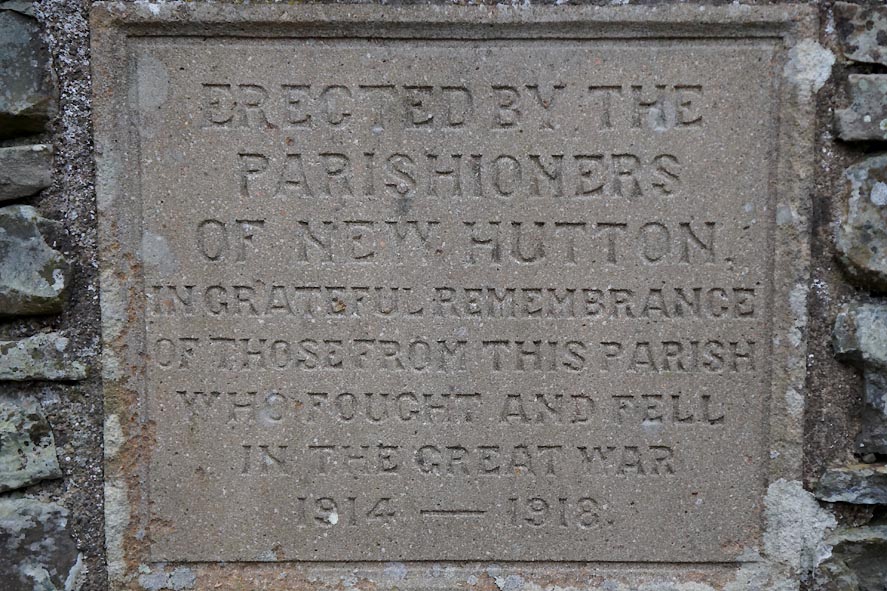 ERECTED BY THE
PARISHIONERS
OF NEW HUTTON.
IN GRATEFUL REMEMBRANCE
OF THOSE FROM THIS PARISH
WHO FOUGHT AND FELL
IN THE GREAT WAR
1914 — 1918.